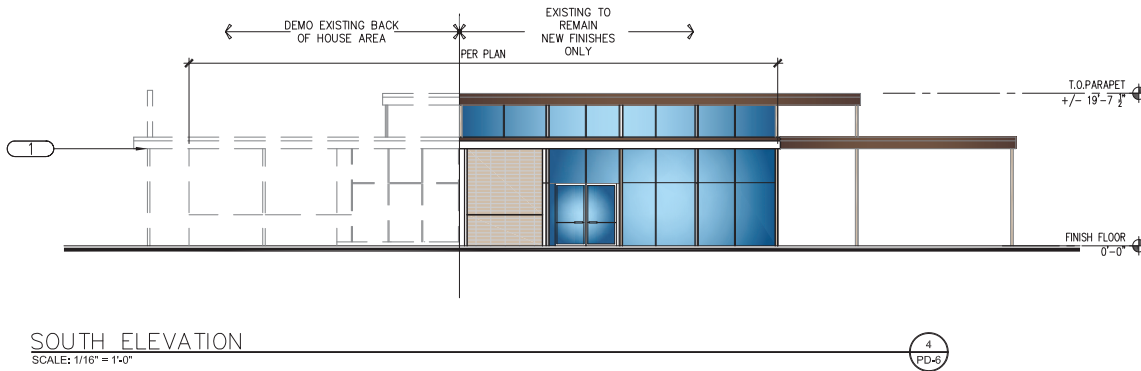 DEMO EXISTING BACK
OF HOUSE AREA
EXISTING TO
REMAIN
NEW FINISHES
ONLY
PER PLAN
T.O.PARAPET
+/- 19'-7 ½"
1
FINISH FLOOR
0'-0"
SOUTH ELEVATION
SCALE: 1/16" = 1'-0"
4
PD-6